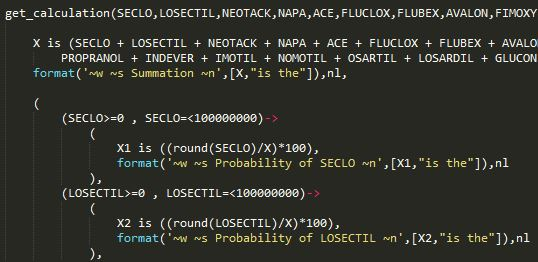 get_calculation(SECLO,LOSECTIL,NEOTACK,NAPA,ACE,FLUCLOX,FLUBEX,AVALON,FIMOXY
X is (SECLO + LOSECTIL + NEOTACK + NAPA + ACE + FLUCLOX + FLUBEX + AVALO
PROPRANOL + INDEVER + IMOTIL + NOMOTIL + OSARTIL + LOSARDIL + GLUCON
format('~w ~s Summation ~n',[X,"is the"]),nl,
(
(SECLO>=0 , SECLO=<100000000)->
(
X1 is ((round(SECLO)/X)*100),
format('~w ~s Probability of SECLO ~n',[X1,"is the"]),nl
),
(LOSECTIL>=0 , LOSECTIL=<100000000)->
(
X2 is ((round(LOSECTIL)/X)*100),
format('~w ~s Probability of LOSECTIL ~n',[X2,"is the"]),nl
),